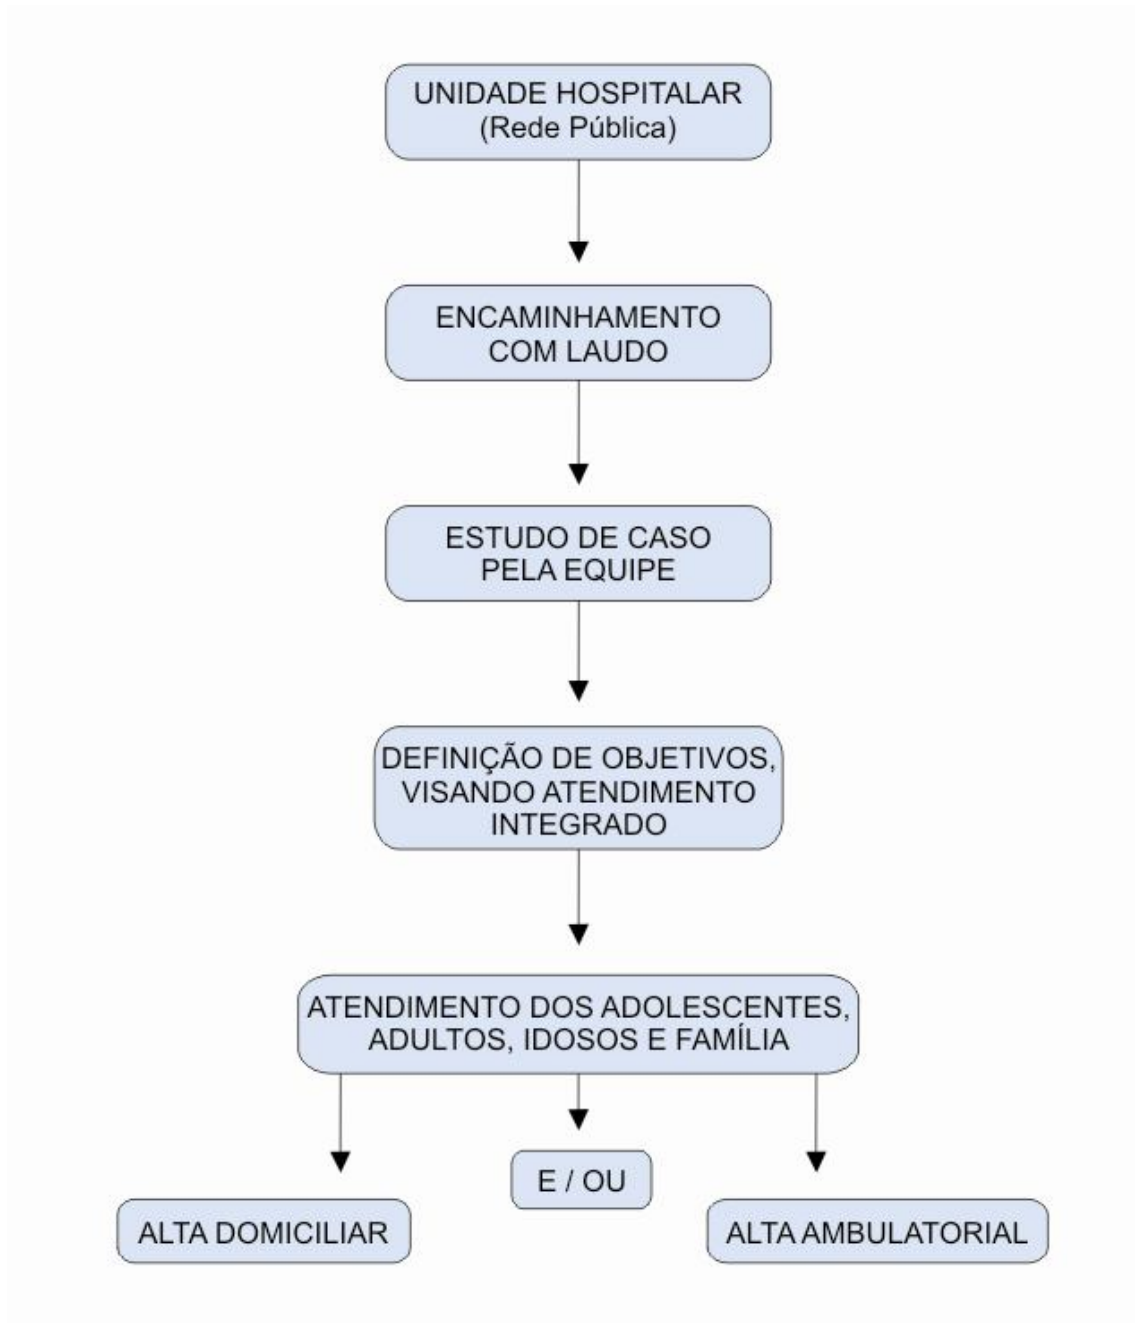 UNIDADE HOSPITALAR
(Rede Pública)
ENCAMINHAMENTO
COM LAUDO
ESTUDO DE CASO
PELA EQUIPE
DEFINIÇÃO DE OBJETIVOS,
VISANDO ATENDIMENTO
INTEGRADO
ATENDIMENTO DOS ADOLESCENTES,
ADULTOS, IDOSOS E FAMÍLIA
E / OU
ALTA DOMICILIAR
ALTA AMBULATORIAL